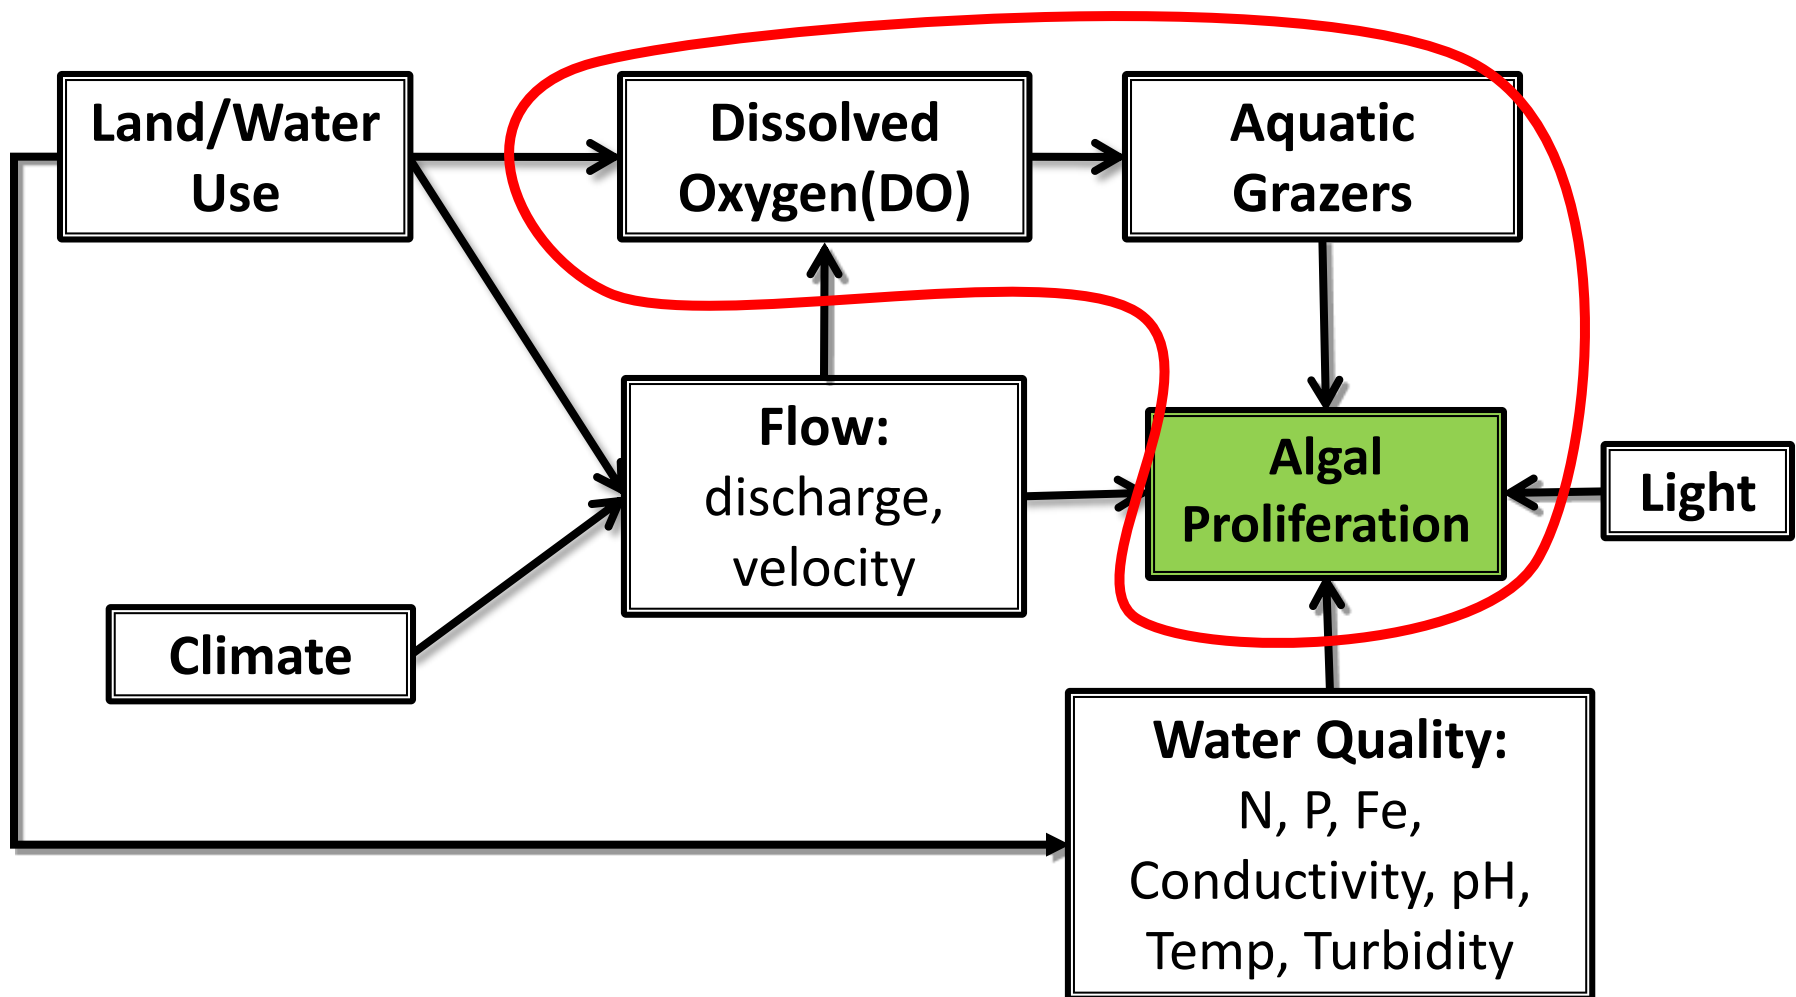 Land/Water
Use
Dissolved
Oxygen(DO)
Aquatic
Grazers
Flow:
discharge,
velocity
Algal
Proliferation
Light
Climate
Water Quality:
N, P, Fe,
Conductivity, pH,
Temp, Turbidity